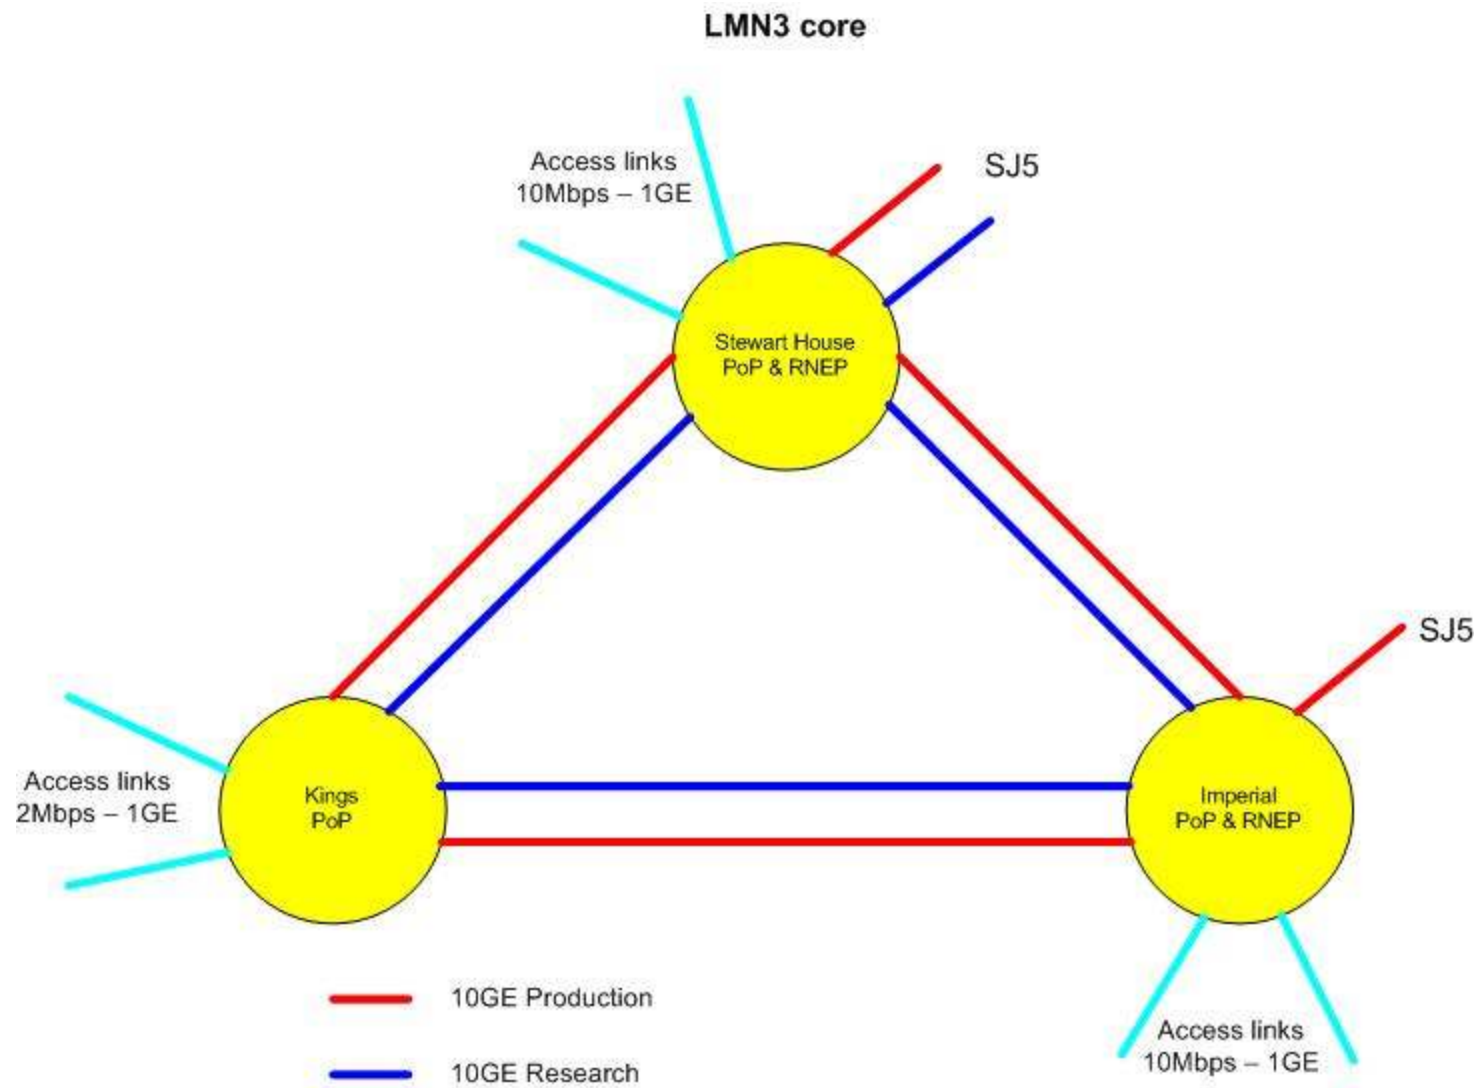 LMN3 core
Access links
10Mbps – 1GE
SJ5
Stewart House
PoP & RNEP
SJ5
Access links
2Mbps – 1GE
Kings
PoP
Imperial
PoP & RNEP
10GE Production
10GE Research
Access links
10Mbps – 1GE